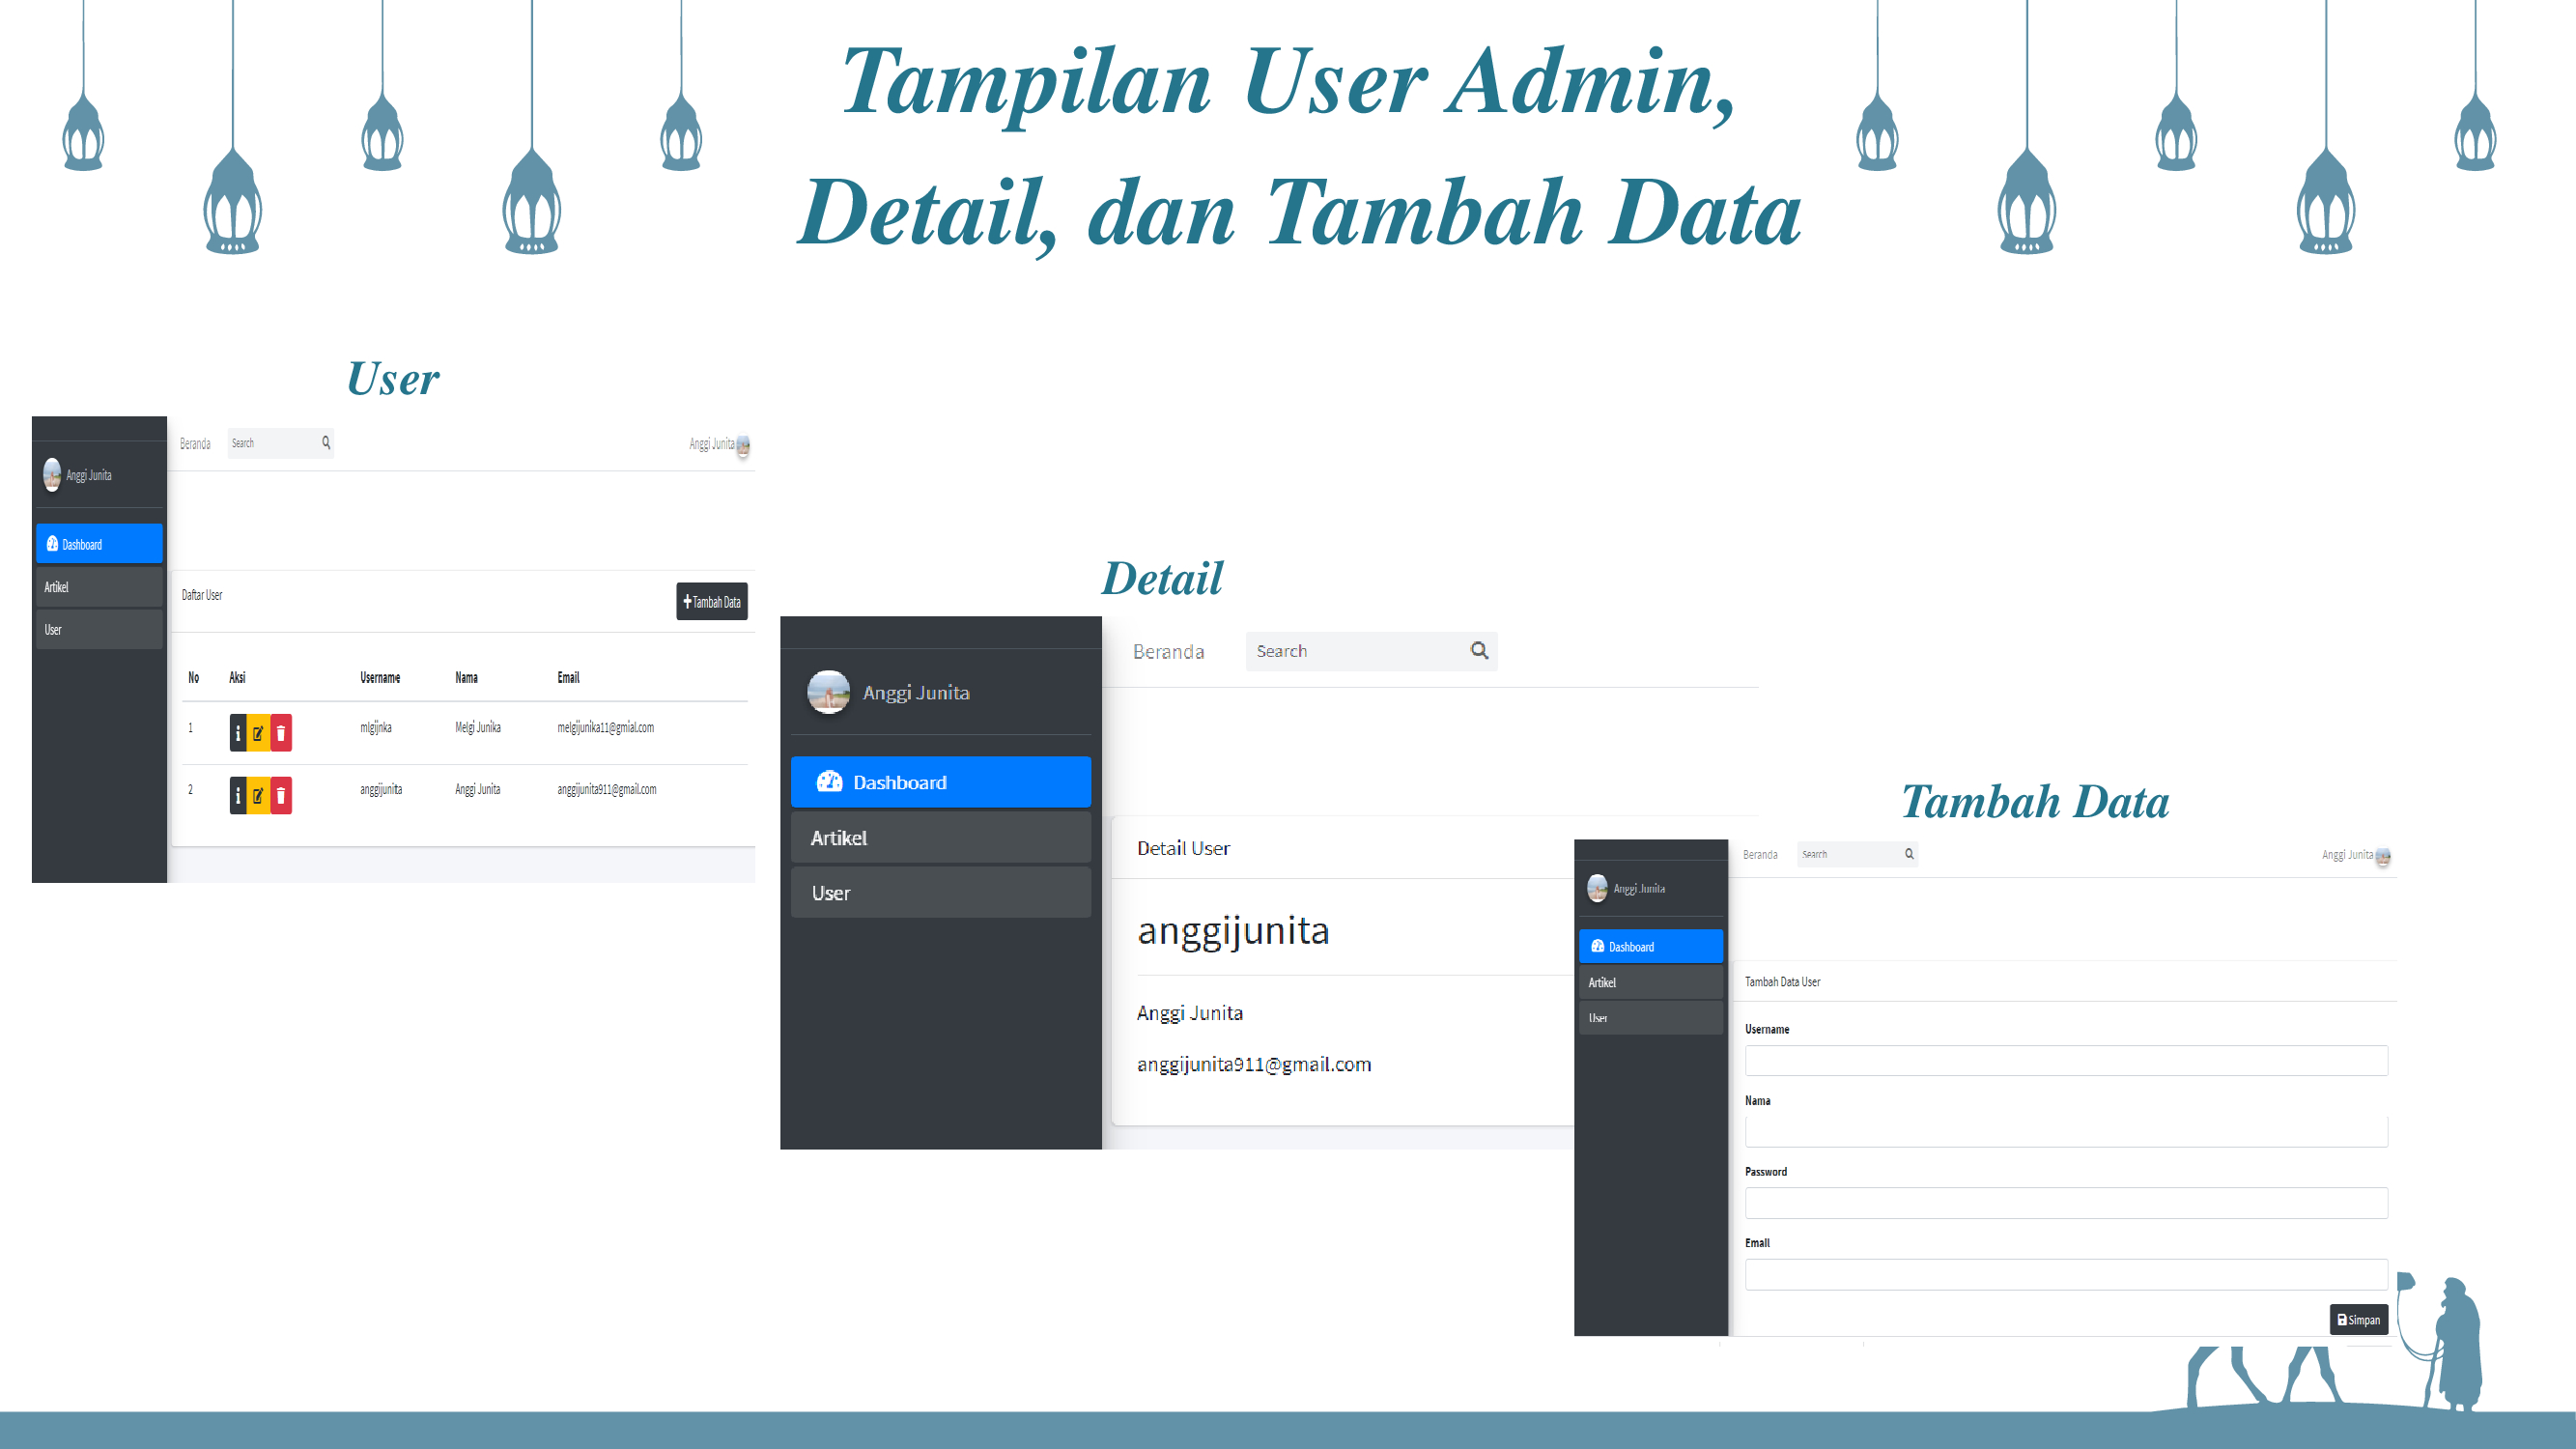 Tampilan User Admin,
Detail, dan Tambah Data
User
Beranda
Search
Anggi Junita
Anggi Junita
Dashboard
Artikel
User
Daftar User
Tambah Data
No Aksi Username Nama Email
1 mlgijnka Melgi Junika melgijunika11@gmial.com
2 anggijunita Anggi Junita anggijunita911@gmail.com
Detail
Beranda
Search
Anggi Junita
Dashboard
Artikel
User
Detail User
anggijunita
Anggi Junita
anggijunita911@gmail.com
Tambah Data
Beranda
Search
Anggi Junita
Anggi Junita
Dashboard
Artikel
User
Tambah Data User
Username
Nama
Password
Email
Simpan